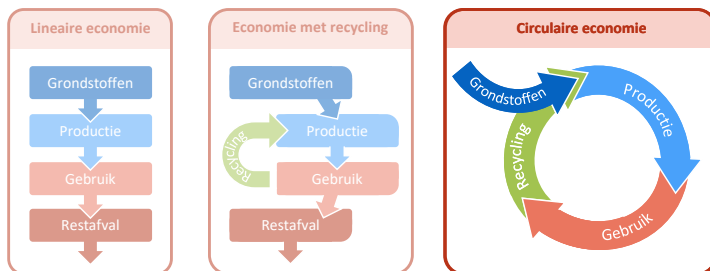 Lineaire economie
Grondstoffen
Productie
Gebruik
Restafval
Economie met recycling
Grondstoffen
Productie
Recycling
Gebruik
Restafval
Circulaire economie
Grondstoffen
Productie
Recycling
Gebruik